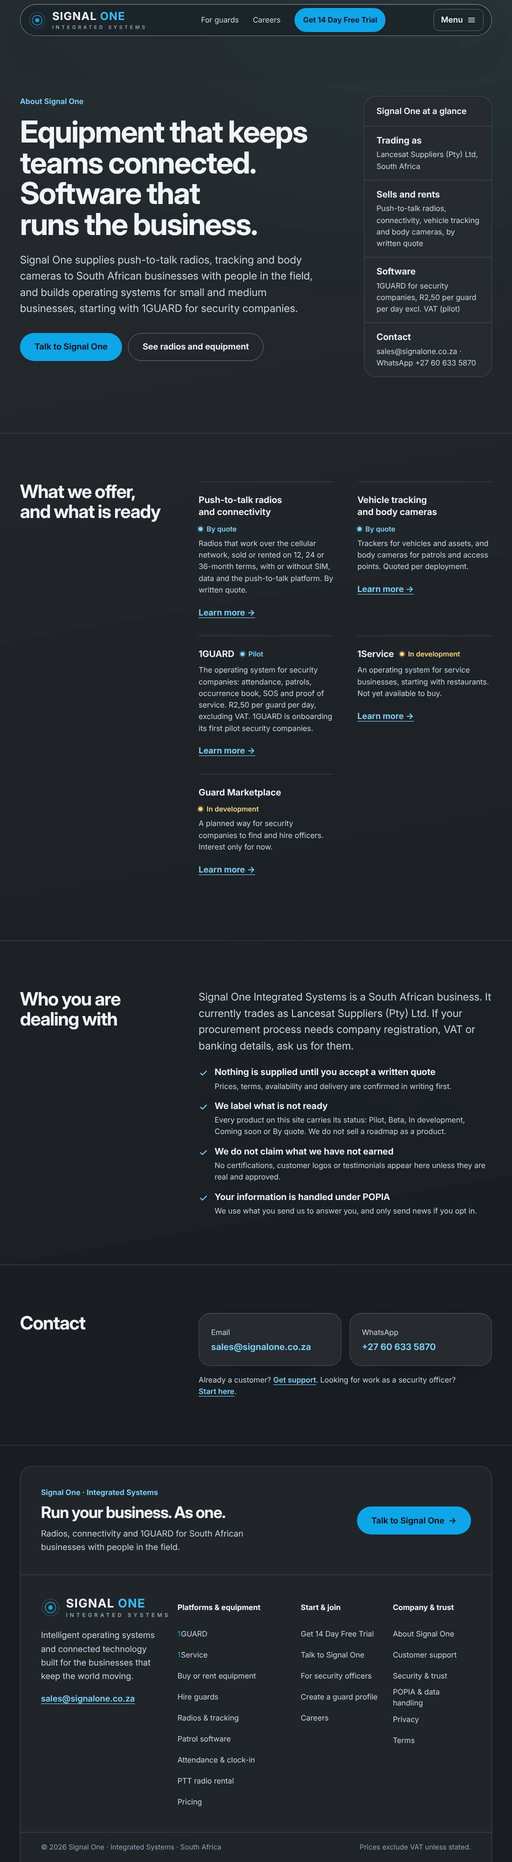 SIGNAL ONE
INTEGRATED SYSTEMS
For guards
Careers
Get 14 Day Free Trial
Menu
About Signal One
Equipment that keeps
teams connected.
Software that
runs the business.
Signal One supplies push-to-talk radios, tracking and body
cameras to South African businesses with people in the field,
and builds operating systems for small and medium
businesses, starting with 1GUARD for security companies.
Talk to Signal One
See radios and equipment
Signal One at a glance
Trading as
Lancesat Suppliers (Pty) Ltd,
South Africa
Sells and rents
Push-to-talk radios,
connectivity, vehicle tracking
and body cameras, by
written quote
Software
1GUARD for security
companies, R2,50 per guard
per day excl. VAT (pilot)
Contact
sales@signalone.co.za ·
WhatsApp +27 60 633 5870
What we offer,
and what is ready
Push-to-talk radios
and connectivity
By quote
Radios that work over the cellular
network, sold or rented on 12, 24 or
36-month terms, with or without SIM,
data and the push-to-talk platform. By
written quote.
Learn more →
Vehicle tracking
and body cameras
By quote
Trackers for vehicles and assets, and
body cameras for patrols and access
points. Quoted per deployment.
Learn more →
1GUARD
Pilot
The operating system for security
companies: attendance, patrols,
occurrence book, SOS and proof of
service. R2,50 per guard per day,
excluding VAT. 1GUARD is onboarding
its first pilot security companies.
Learn more →
1Service
In development
An operating system for service
businesses, starting with restaurants.
Not yet available to buy.
Learn more →
Guard Marketplace
In development
A planned way for security
companies to find and hire officers.
Interest only for now.
Learn more →
Who you are
dealing with
Signal One Integrated Systems is a South African business. It
currently trades as Lancesat Suppliers (Pty) Ltd. If your
procurement process needs company registration, VAT or
banking details, ask us for them.
Nothing is supplied until you accept a written quote
Prices, terms, availability and delivery are confirmed in writing first.
We label what is not ready
Every product on this site carries its status: Pilot, Beta, In development,
Coming soon or By quote. We do not sell a roadmap as a product.
We do not claim what we have not earned
No certifications, customer logos or testimonials appear here unless they are
real and approved.
Your information is handled under POPIA
We use what you send us to answer you, and only send news if you opt in.
Contact
Email
sales@signalone.co.za
WhatsApp
+27 60 633 5870
Already a customer? Get support. Looking for work as a security officer?
Start here.
Signal One · Integrated Systems
Run your business. As one.
Radios, connectivity and 1GUARD for South African
businesses with people in the field.
Talk to Signal One →
SIGNAL ONE
INTEGRATED SYSTEMS
Intelligent operating systems
and connected technology
built for the businesses that
keep the world moving.
sales@signalone.co.za
Platforms & equipment
1GUARD
1Service
Buy or rent equipment
Hire guards
Radios & tracking
Patrol software
Attendance & clock-in
PTT radio rental
Pricing
Start & join
Get 14 Day Free Trial
Talk to Signal One
For security officers
Create a guard profile
Careers
Company & trust
About Signal One
Customer support
Security & trust
POPIA & data
handling
Privacy
Terms
© 2026 Signal One · Integrated Systems · South Africa
Prices exclude VAT unless stated.